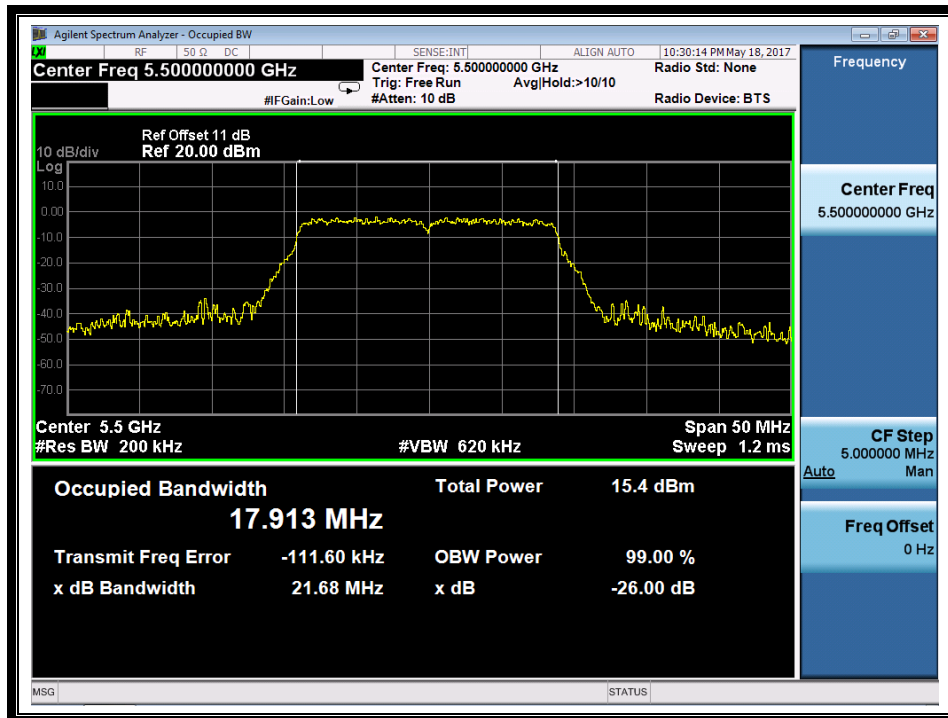 Agilent Spectrum Analyzer - Occupied BW
LXI RF 50 Ω DC SENSE:INT ALIGN AUTO 10:30:14 PM May 18, 2017
Center Freq 5.500000000 GHz
Center Freq: 5.500000000 GHz
Radio Std: None
Trig: Free Run Avg|Hold:>10/10
#IFGain:Low
#Atten: 10 dB
Radio Device: BTS
Ref Offset 11 dB
10 dB/div Ref 20.00 dBm
Log
10.0
0.00
-10.0
-20.0
-30.0
-40.0
-50.0
-60.0
-70.0
Center 5.5 GHz Span 50 MHz
#Res BW 200 kHz #VBW 620 kHz Sweep 1.2 ms
Occupied Bandwidth Total Power 15.4 dBm
17.913 MHz
Transmit Freq Error -111.60 kHz OBW Power 99.00 %
x dB Bandwidth 21.68 MHz x dB -26.00 dB
MSG STATUS
Frequency
Center Freq
5.500000000 GHz
CF Step
5.000000 MHz
Auto Man
Freq Offset
0 Hz